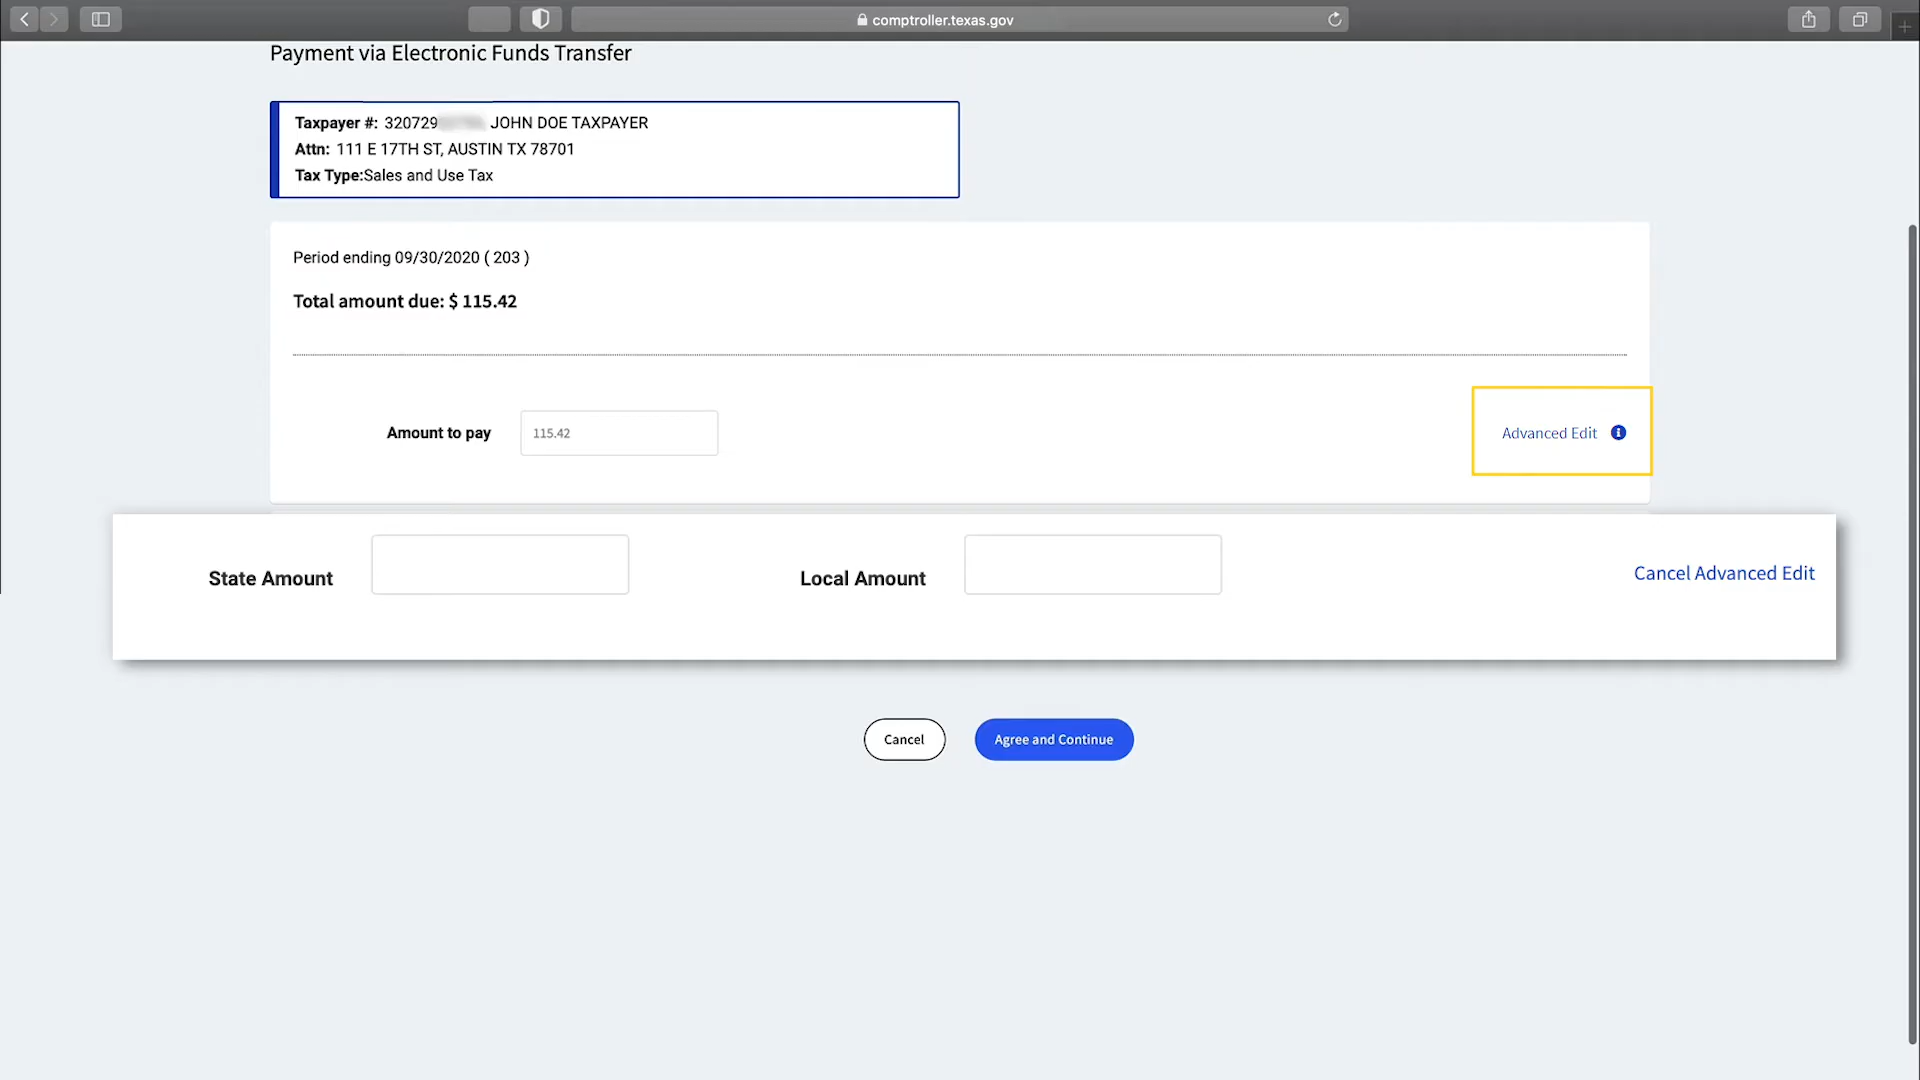 comptroller.texas.gov
Payment via Electronic Funds Transfer
Taxpayer #: 320729 JOHN DOE TAXPAYER
Attn: 111 E 17TH ST, AUSTIN TX 78701
Tax Type:Sales and Use Tax
Period ending 09/30/2020 ( 203 )
Total amount due: $ 115.42
Amount to pay 115.42 Advanced Edit
State Amount Local Amount Cancel Advanced Edit
Cancel Agree and Continue